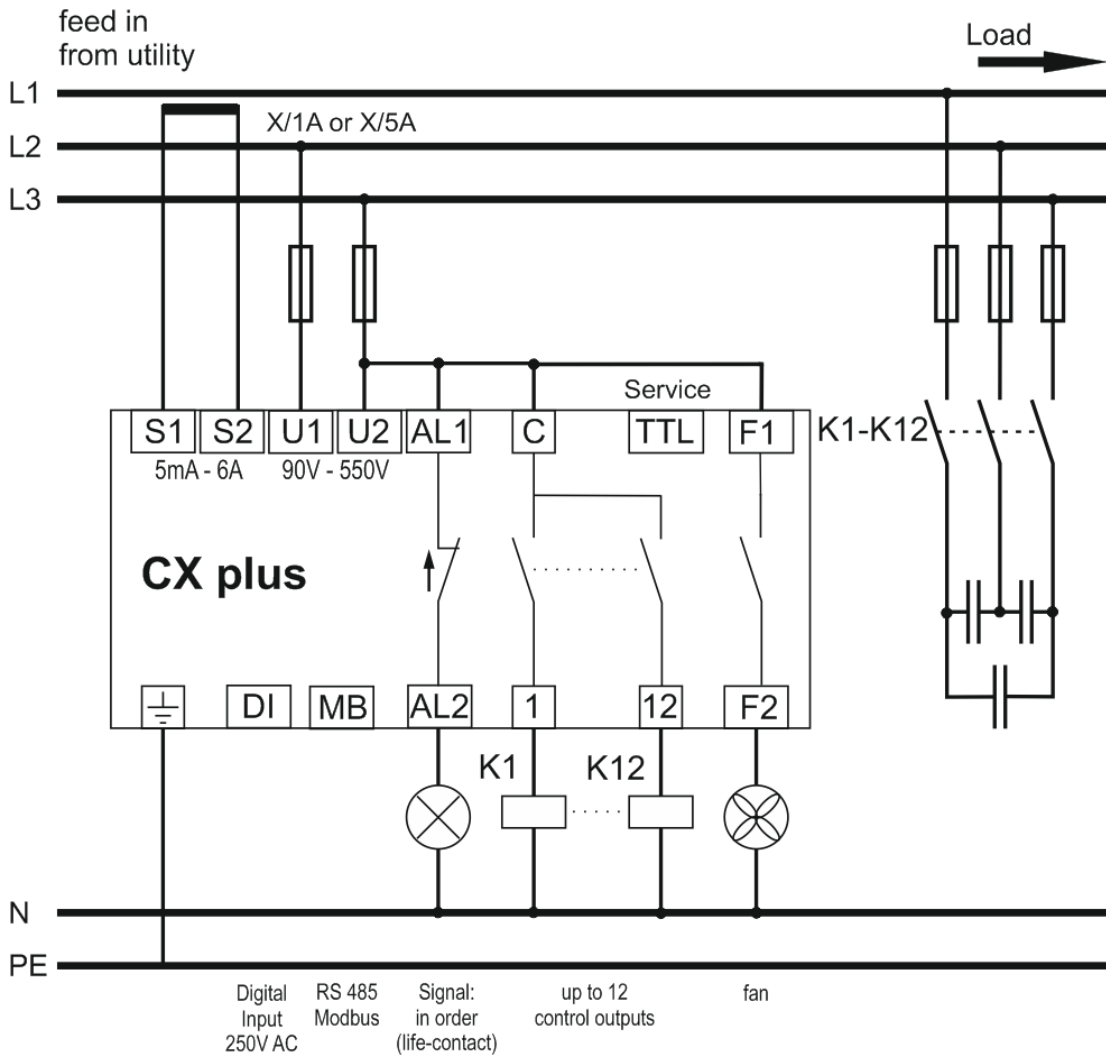 feed in
from utility
Load
L1
X/1A or X/5A
L2
L3
Service
S1 S2 U1 U2 AL1 C TTL F1 K1-K12
5mA - 6A 90V - 550V
CX plus
DI MB AL2 1 12 F2
K1 K12
N
PE
Digital
Input
250V AC
RS 485
Modbus
Signal:
in order
(life-contact)
up to 12
control outputs
fan